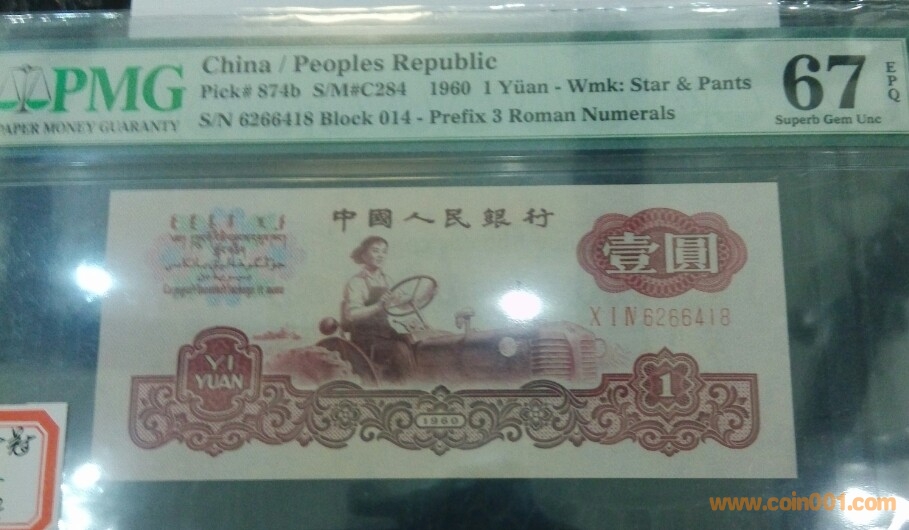 PMG
PAPER MONEY GUARANTY
China / Peoples Republic
Pick# 874b S/M#C284 1960 1 Yüan - Wmk: Star & Pants
S/N 6266418 Block 014 - Prefix 3 Roman Numerals
67
EPQ
Superb Gem Unc
中國人民銀行
壹圓
X I IV 6266418
YI
YUAN
1
1960
www.coin001.com